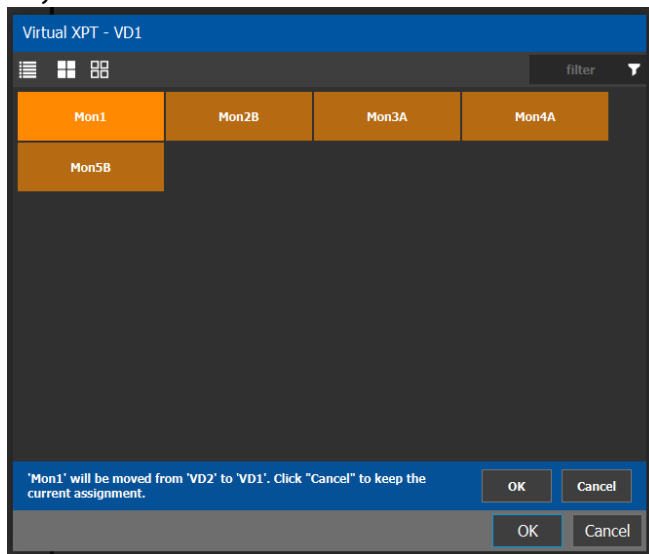 Virtual XPT - VD1
filter
Mon1 Mon2B Mon3A Mon4A
Mon5B
'Mon1' will be moved from 'VD2' to 'VD1'. Click "Cancel" to keep the
current assignment.
OK Cancel
OK Cancel